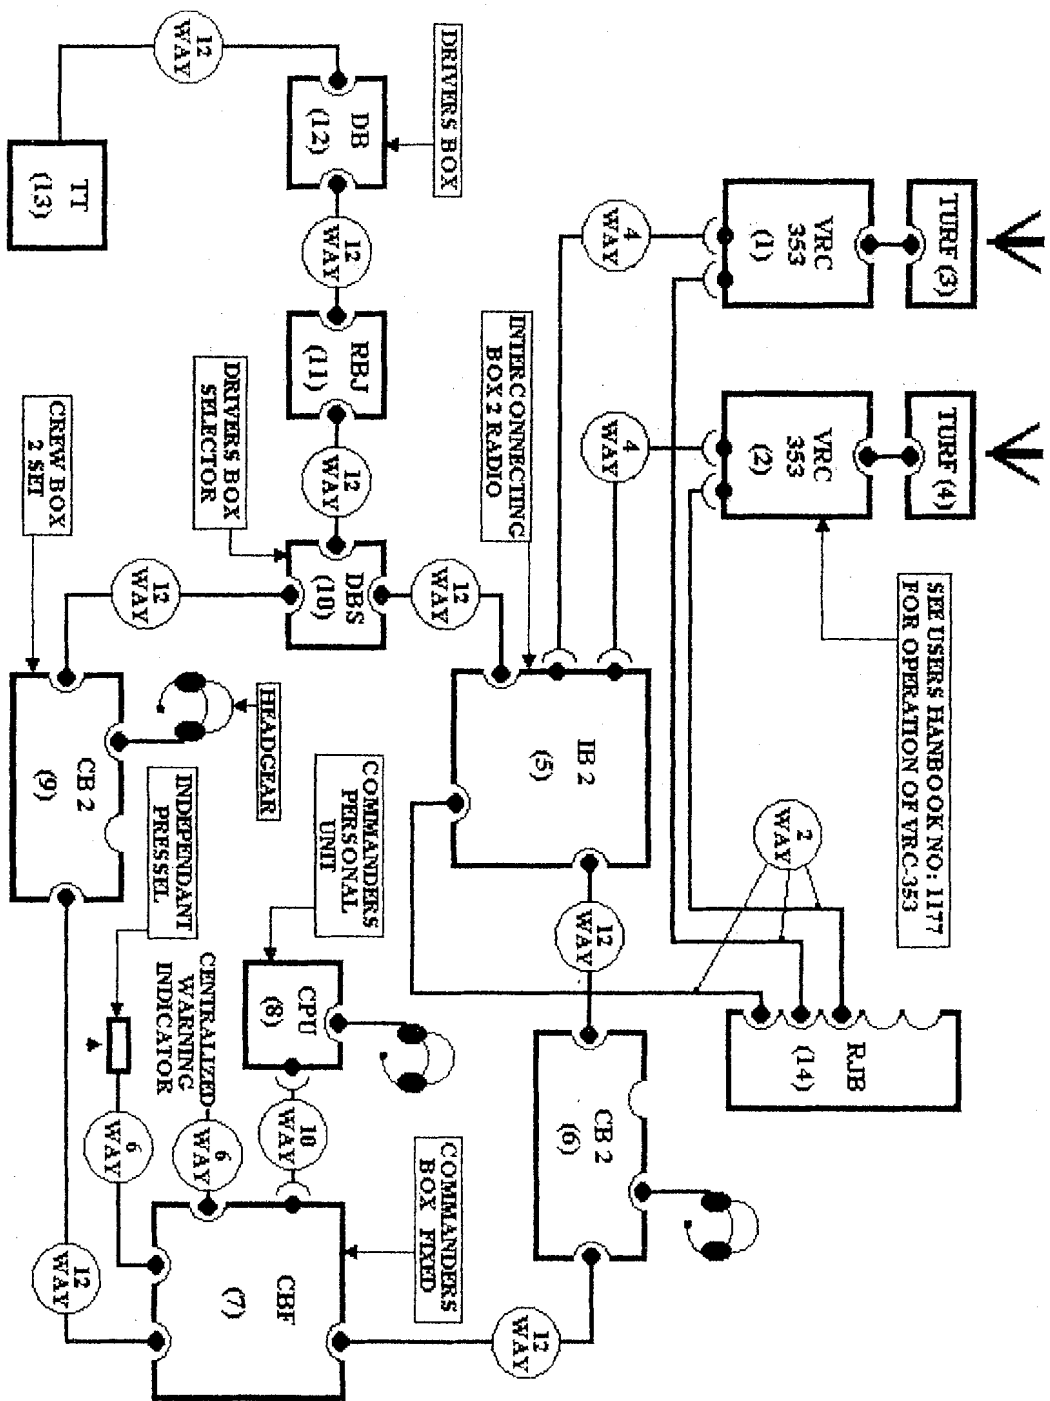 TURF (3)
TURF (4)
VRC
353
(1)
VRC
353
(2)
SEE USERS HANBOOK NO: 1177
FOR OPERATION OF VRC-353
4
WAY
4
WAY
2
WAY
RJB
(14)
INTERCONNECTING
BOX 2 RADIO
IB 2
(5)
12
WAY
CB 2
(6)
12
WAY
DRIVERS BOX
12
WAY
DB
(12)
TT
(13)
12
WAY
RBJ
(11)
12
WAY
DRIVERS BOX
SELECTOR
DBS
(10)
12
WAY
12
WAY
CREW BOX
2 SET
CB 2
(9)
HEADGEAR
COMMANDERS
PERSONAL
UNIT
CPU
(8)
10
WAY
COMMANDERS
BOX FIXED
CBF
(7)
INDEPENDANT
PRESSEL
CENTRALIZED
WARNING
INDICATOR
6
WAY
6
WAY
12
WAY